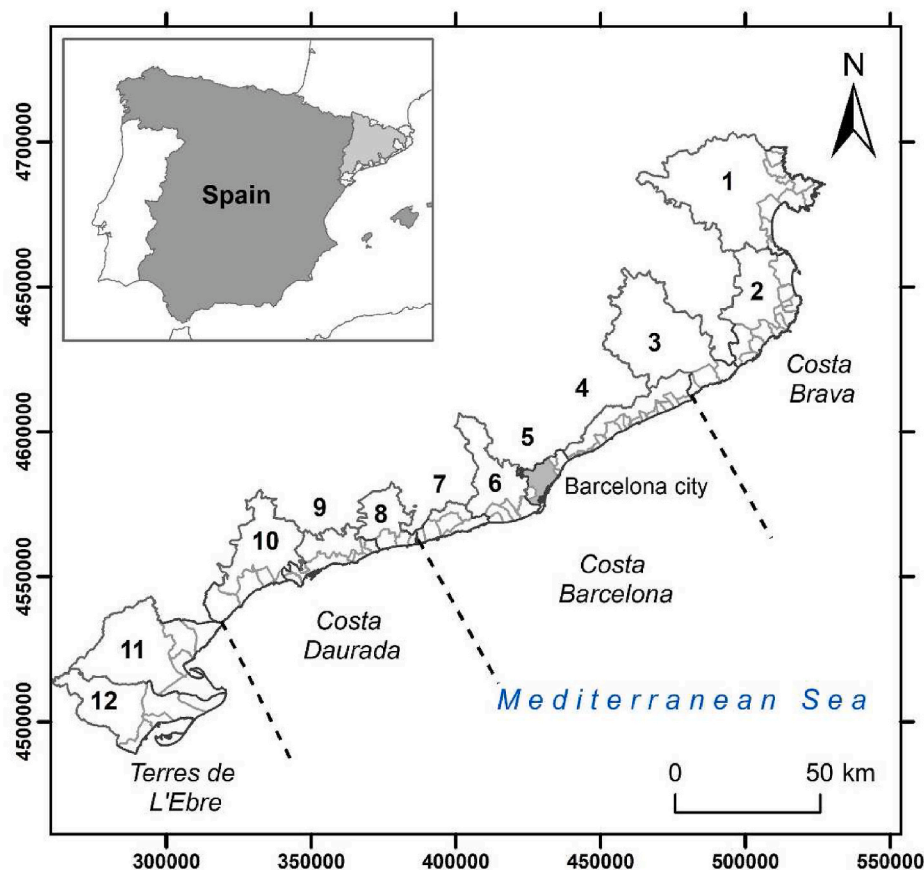 N
Spain
4700000
4650000
4600000
4550000
4500000
1
2
3
4
5
6
7
8
9
10
11
12
Costa
Brava
Barcelona city
Costa
Barcelona
Costa
Daurada
Mediterranean Sea
Terres de
L'Ebre
0 50 km
300000 350000 400000 450000 500000 550000